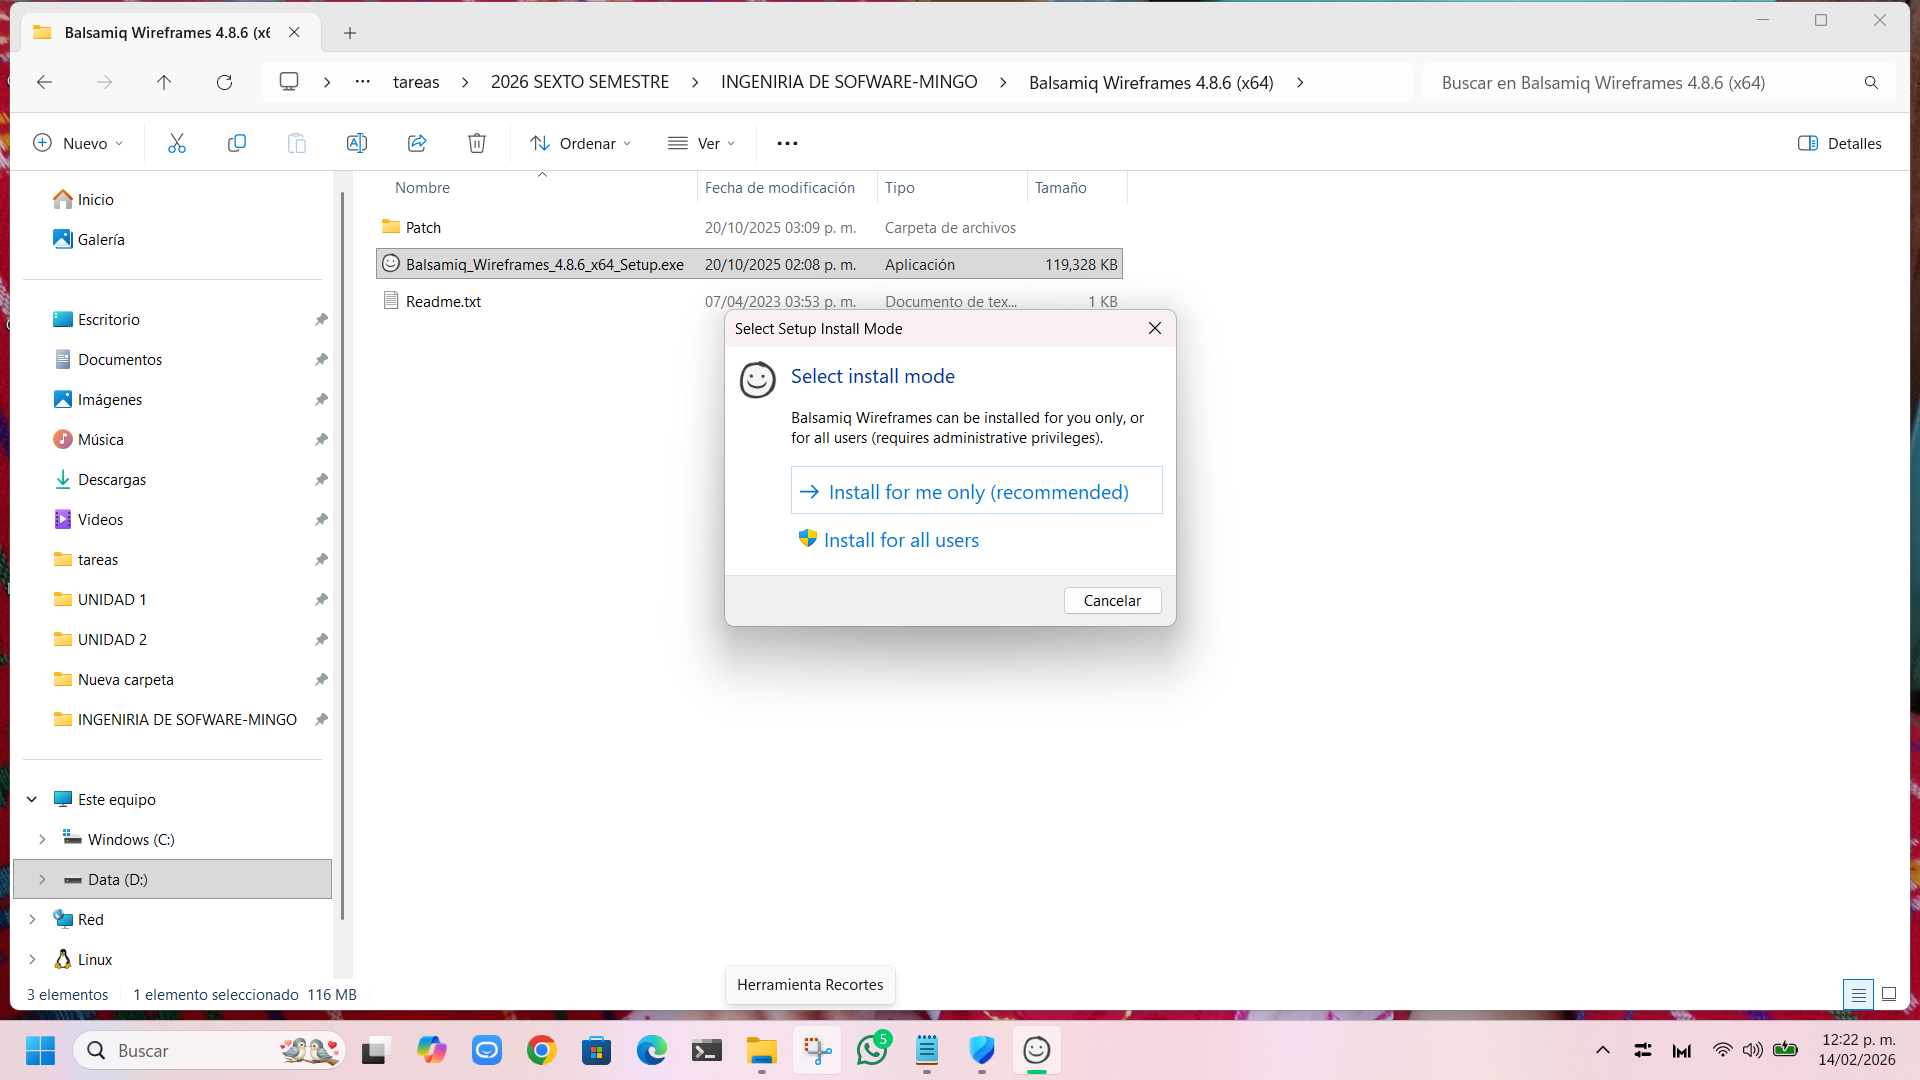 Balsamiq Wireframes 4.8.6 (x6
tareas
2026 SEXTO SEMESTRE
INGENIRIA DE SOFWARE-MINGO
Balsamiq Wireframes 4.8.6 (x64)
Buscar en Balsamiq Wireframes 4.8.6 (x64)
Nuevo
Ordenar
Ver
Detalles
Nombre
Fecha de modificación
Tipo
Tamaño
Patch
20/10/2025 03:09 p. m.
Carpeta de archivos
Balsamiq_Wireframes_4.8.6_x64_Setup.exe
20/10/2025 02:08 p. m.
Aplicación
119,328 KB
Readme.txt
07/04/2023 03:53 p. m.
Documento de tex...
1 KB
Inicio
Galería
Escritorio
Documentos
Imágenes
Música
Descargas
Videos
tareas
UNIDAD 1
UNIDAD 2
Nueva carpeta
INGENIRIA DE SOFWARE-MINGO
Este equipo
Windows (C:)
Data (D:)
Red
Linux
Select Setup Install Mode
Select install mode
Balsamiq Wireframes can be installed for you only, or
for all users (requires administrative privileges).
Install for me only (recommended)
Install for all users
Cancelar
3 elementos
1 elemento seleccionado 116 MB
Herramienta Recortes
Buscar
5
12:22 p. m.
14/02/2026